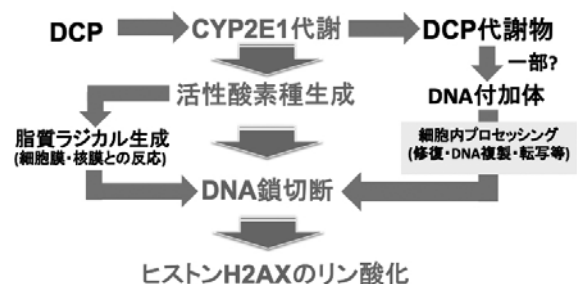 DCP
CYP2E1代謝
DCP代謝物
一部?
活性酸素種生成
DNA付加体
脂質ラジカル生成
(細胞膜・核膜との反応)
細胞内プロセッシング
(修復・DNA複製・転写等)
DNA鎖切断
ヒストンH2AXのリン酸化